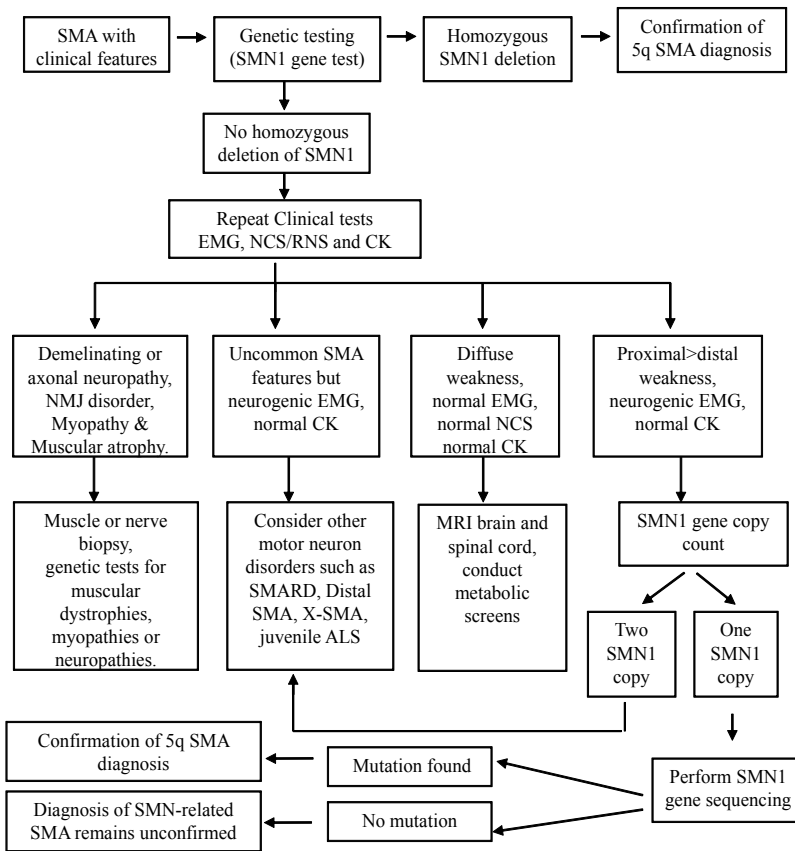 SMA with
clinical features
Genetic testing
(SMN1 gene test)
Homozygous
SMN1 deletion
Confirmation of
5q SMA diagnosis
No homozygous
deletion of SMN1
Repeat Clinical tests
EMG, NCS/RNS and CK
Demelinating or
axonal neuropathy,
NMJ disorder,
Myopathy &
Muscular atrophy.
Uncommon SMA
features but
neurogenic EMG,
normal CK
Diffuse
weakness,
normal EMG,
normal NCS
normal CK
Proximal>distal
weakness,
neurogenic EMG,
normal CK
Muscle or nerve
biopsy,
genetic tests for
muscular
dystrophies,
myopathies or
neuropathies.
Consider other
motor neuron
disorders such as
SMARD, Distal
SMA, X-SMA,
juvenile ALS
MRI brain and
spinal cord,
conduct
metabolic
screens
SMN1 gene copy
count
Two
SMN1
copy
One
SMN1
copy
Confirmation of 5q SMA
diagnosis
Mutation found
Perform SMN1
gene sequencing
Diagnosis of SMN-related
SMA remains unconfirmed
No mutation